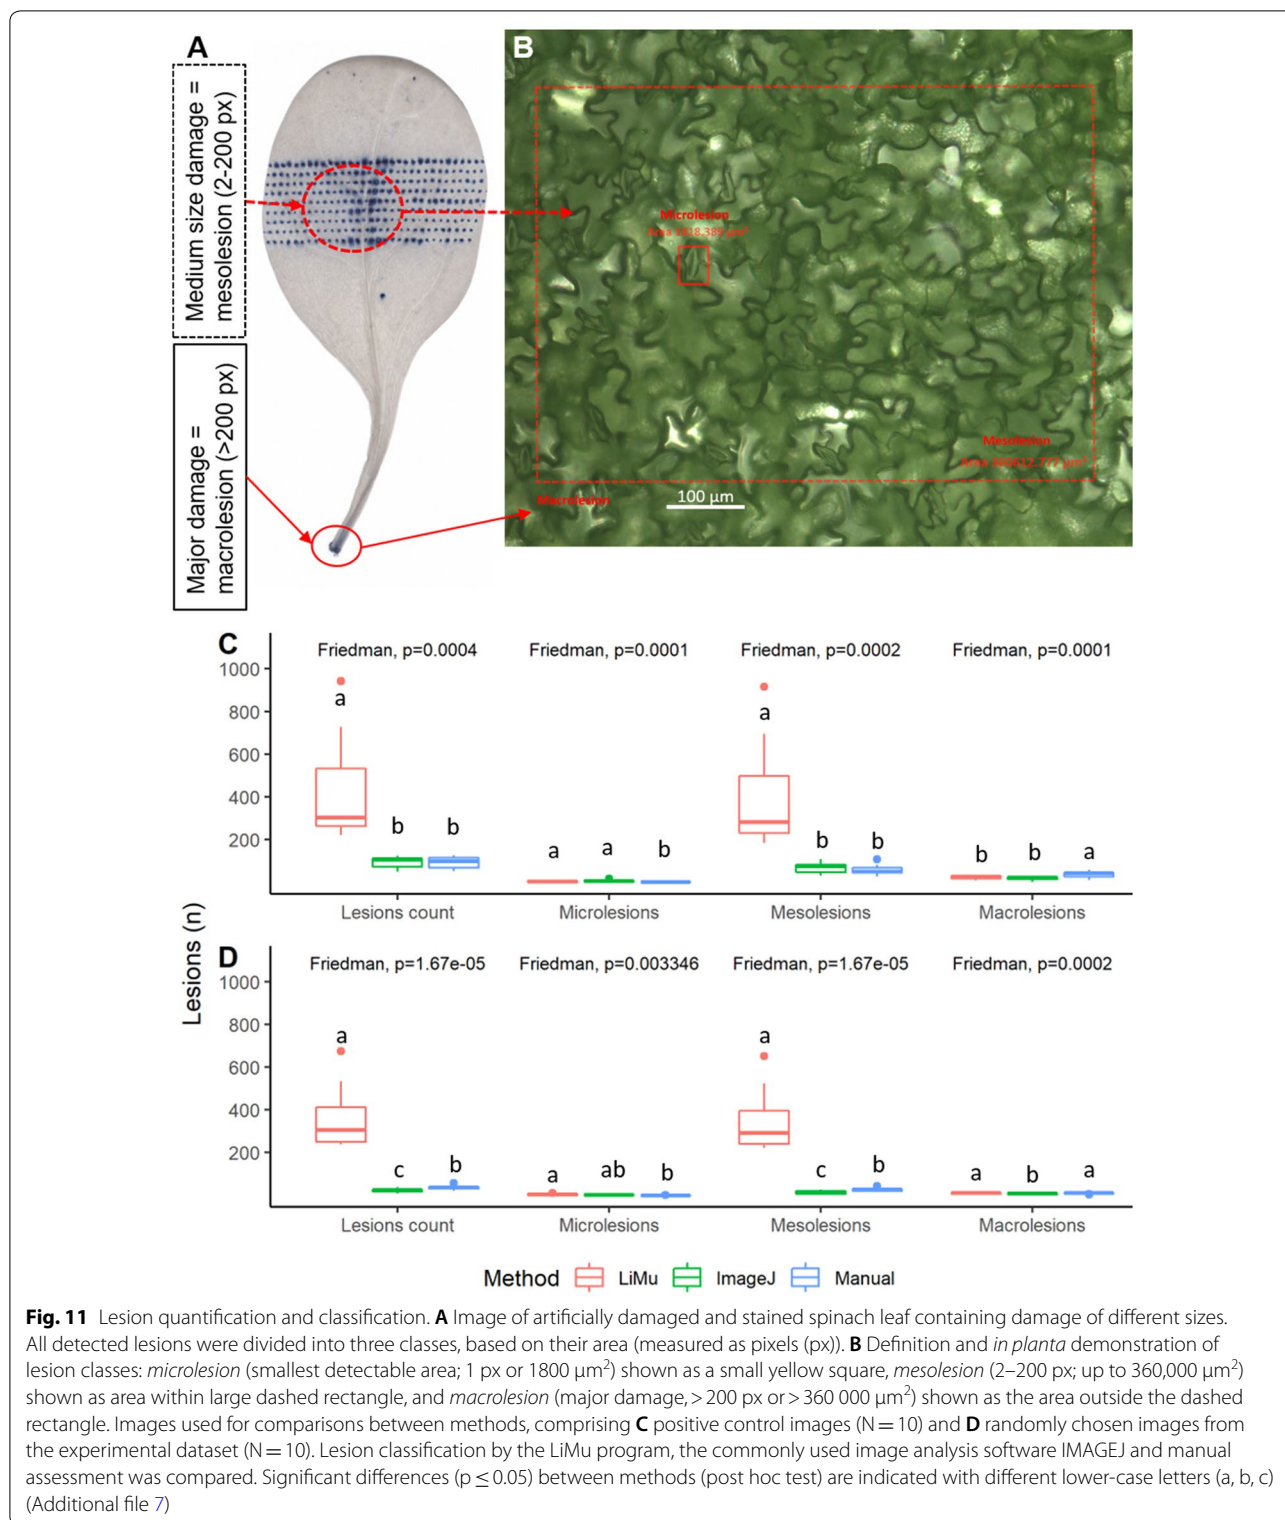 A
B
Medium size damage =
mesolesion (2-200 px)
Major damage =
macrolesion (>200 px)
Microlesion
Mesolesion
Macrolesion
100 µm
C
Friedman, p=0.0004
Friedman, p=0.0001
Friedman, p=0.0002
Friedman, p=0.0001
1000
800
600
400
200
a
b
b
a
a
b
a
b
b
b
b
a
Lesions count
Microlesions
Mesolesions
Macrolesions
Lesions (n)
D
Friedman, p=1.67e-05
Friedman, p=0.003346
Friedman, p=1.67e-05
Friedman, p=0.0002
1000
800
600
400
200
a
c
b
a
ab
b
a
c
b
a
b
a
Lesions count
Microlesions
Mesolesions
Macrolesions
Method LiMu ImageJ Manual
Fig. 11 Lesion quantification and classification. A Image of artificially damaged and stained spinach leaf containing damage of different sizes.
All detected lesions were divided into three classes, based on their area (measured as pixels (px)). B Definition and in planta demonstration of
lesion classes: microlesion (smallest detectable area; 1 px or 1800 µm²) shown as a small yellow square, mesolesion (2–200 px; up to 360,000 µm²)
shown as area within large dashed rectangle, and macrolesion (major damage, > 200 px or > 360 000 µm²) shown as the area outside the dashed
rectangle. Images used for comparisons between methods, comprising C positive control images (N = 10) and D randomly chosen images from
the experimental dataset (N = 10). Lesion classification by the LiMu program, the commonly used image analysis software IMAGEJ and manual
assessment was compared. Significant differences (p ≤ 0.05) between methods (post hoc test) are indicated with different lower-case letters (a, b, c)
(Additional file 7)